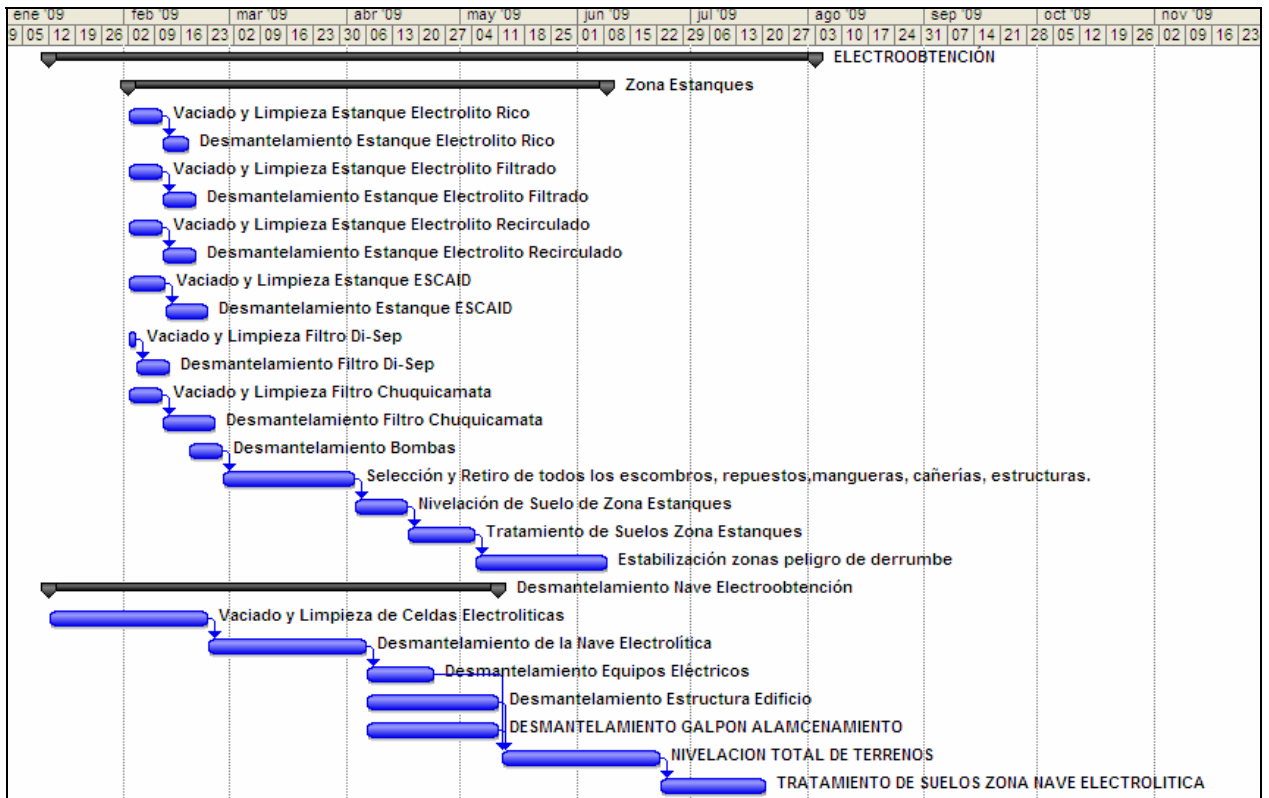 ene '09 feb '09 mar '09 abr '09 may '09 jun '09 jul '09 ago '09 sep '09 oct '09 nov '09
9 05 12 19 26 02 09 16 23 02 09 16 23 30 06 13 20 27 04 11 18 25 01 08 15 22 29 06 13 20 27 03 10 17 24 31 07 14 21 28 05 12 19 26 02 09 16 23
ELECTROOBTENCIÓN
Zona Estanques
Vaciado y Limpieza Estanque Electrolito Rico
Desmantelamiento Estanque Electrolito Rico
Vaciado y Limpieza Estanque Electrolito Filtrado
Desmantelamiento Estanque Electrolito Filtrado
Vaciado y Limpieza Estanque Electrolito Recirculado
Desmantelamiento Estanque Electrolito Recirculado
Vaciado y Limpieza Estanque ESCAID
Desmantelamiento Estanque ESCAID
Vaciado y Limpieza Filtro Di-Sep
Desmantelamiento Filtro Di-Sep
Vaciado y Limpieza Filtro Chuquicamata
Desmantelamiento Filtro Chuquicamata
Desmantelamiento Bombas
Selección y Retiro de todos los escombros, repuestos,mangueras, cañerías, estructuras.
Nivelación de Suelo de Zona Estanques
Tratamiento de Suelos Zona Estanques
Estabilización zonas peligro de derrumbe
Desmantelamiento Nave Electroobtención
Vaciado y Limpieza de Celdas Electroliticas
Desmantelamiento de la Nave Electrolítica
Desmantelamiento Equipos Eléctricos
Desmantelamiento Estructura Edificio
DESMANTELAMIENTO GALPON ALAMCENAMIENTO
NIVELACION TOTAL DE TERRENOS
TRATAMIENTO DE SUELOS ZONA NAVE ELECTROLITICA